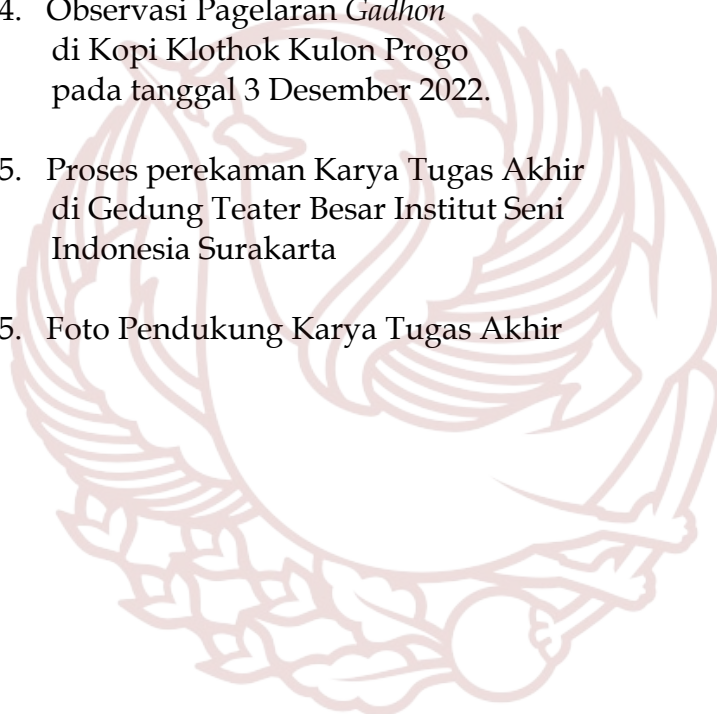 4. Observasi Pagelaran Gadhon
di Kopi Klothok Kulon Progo
pada tanggal 3 Desember 2022.
5. Proses perekaman Karya Tugas Akhir
di Gedung Teater Besar Institut Seni
Indonesia Surakarta
5. Foto Pendukung Karya Tugas Akhir